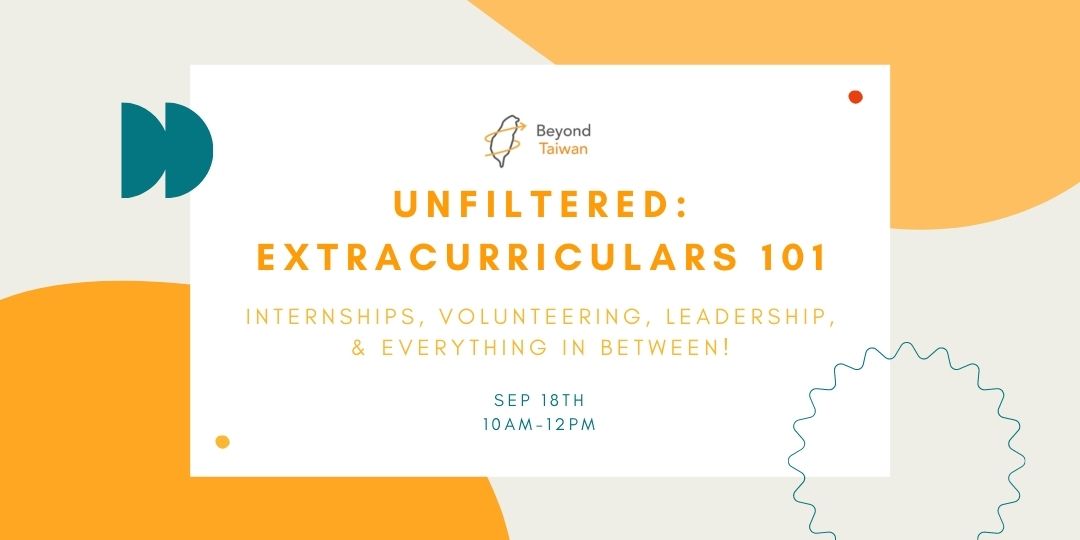 Beyond
Taiwan
UNFILTERED:
EXTRACURRICULARS 101
INTERNSHIPS, VOLUNTEERING, LEADERSHIP,
& EVERYTHING IN BETWEEN!
SEP 18TH
10AM-12PM